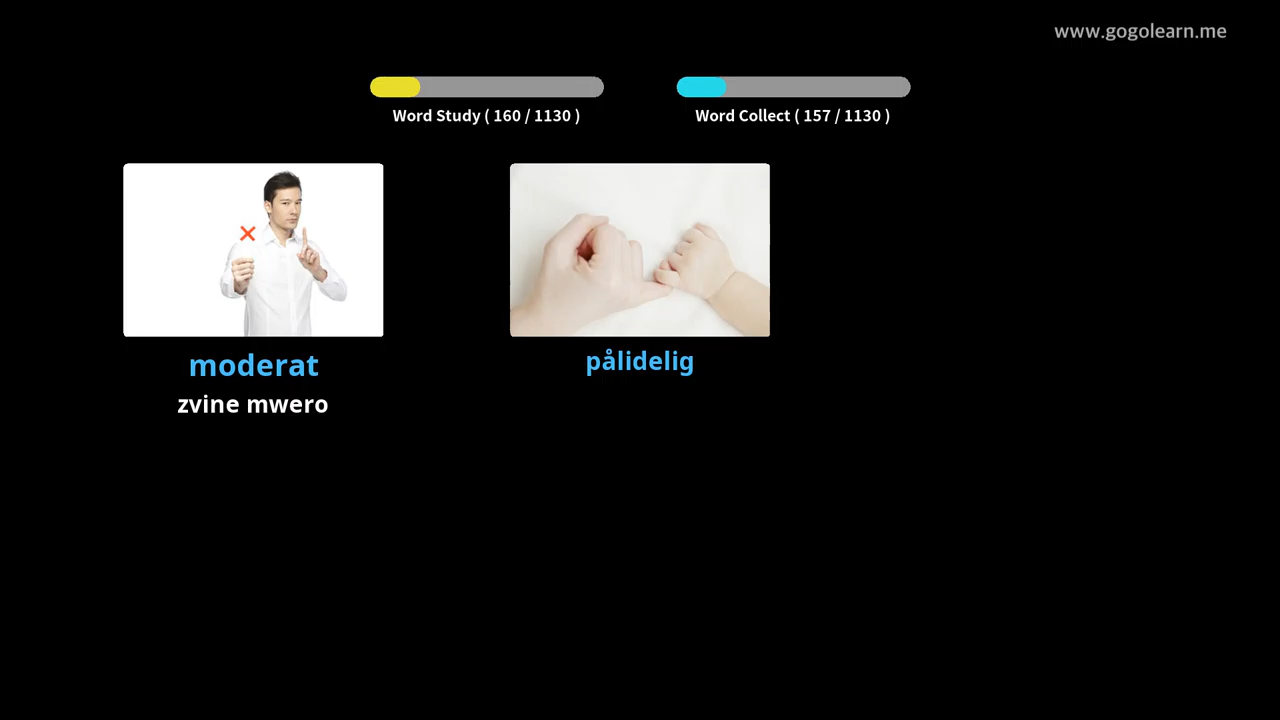 www.gogolearn.me
Word Study ( 160 / 1130 )
Word Collect ( 157 / 1130 )
moderat
zvine mwero
pålidelig